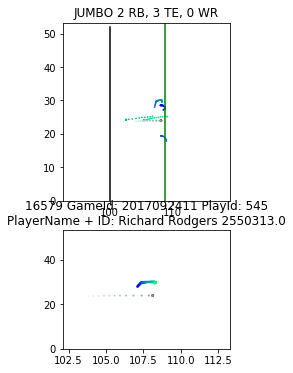 JUMBO 2 RB, 3 TE, 0 WR
50
40
30
20
10
0
100 110
16579 GameId: 2017092411 PlayId: 545
PlayerName + ID: Richard Rodgers 2550313.0
40
20
0
102.5 105.0 107.5 110.0 112.5